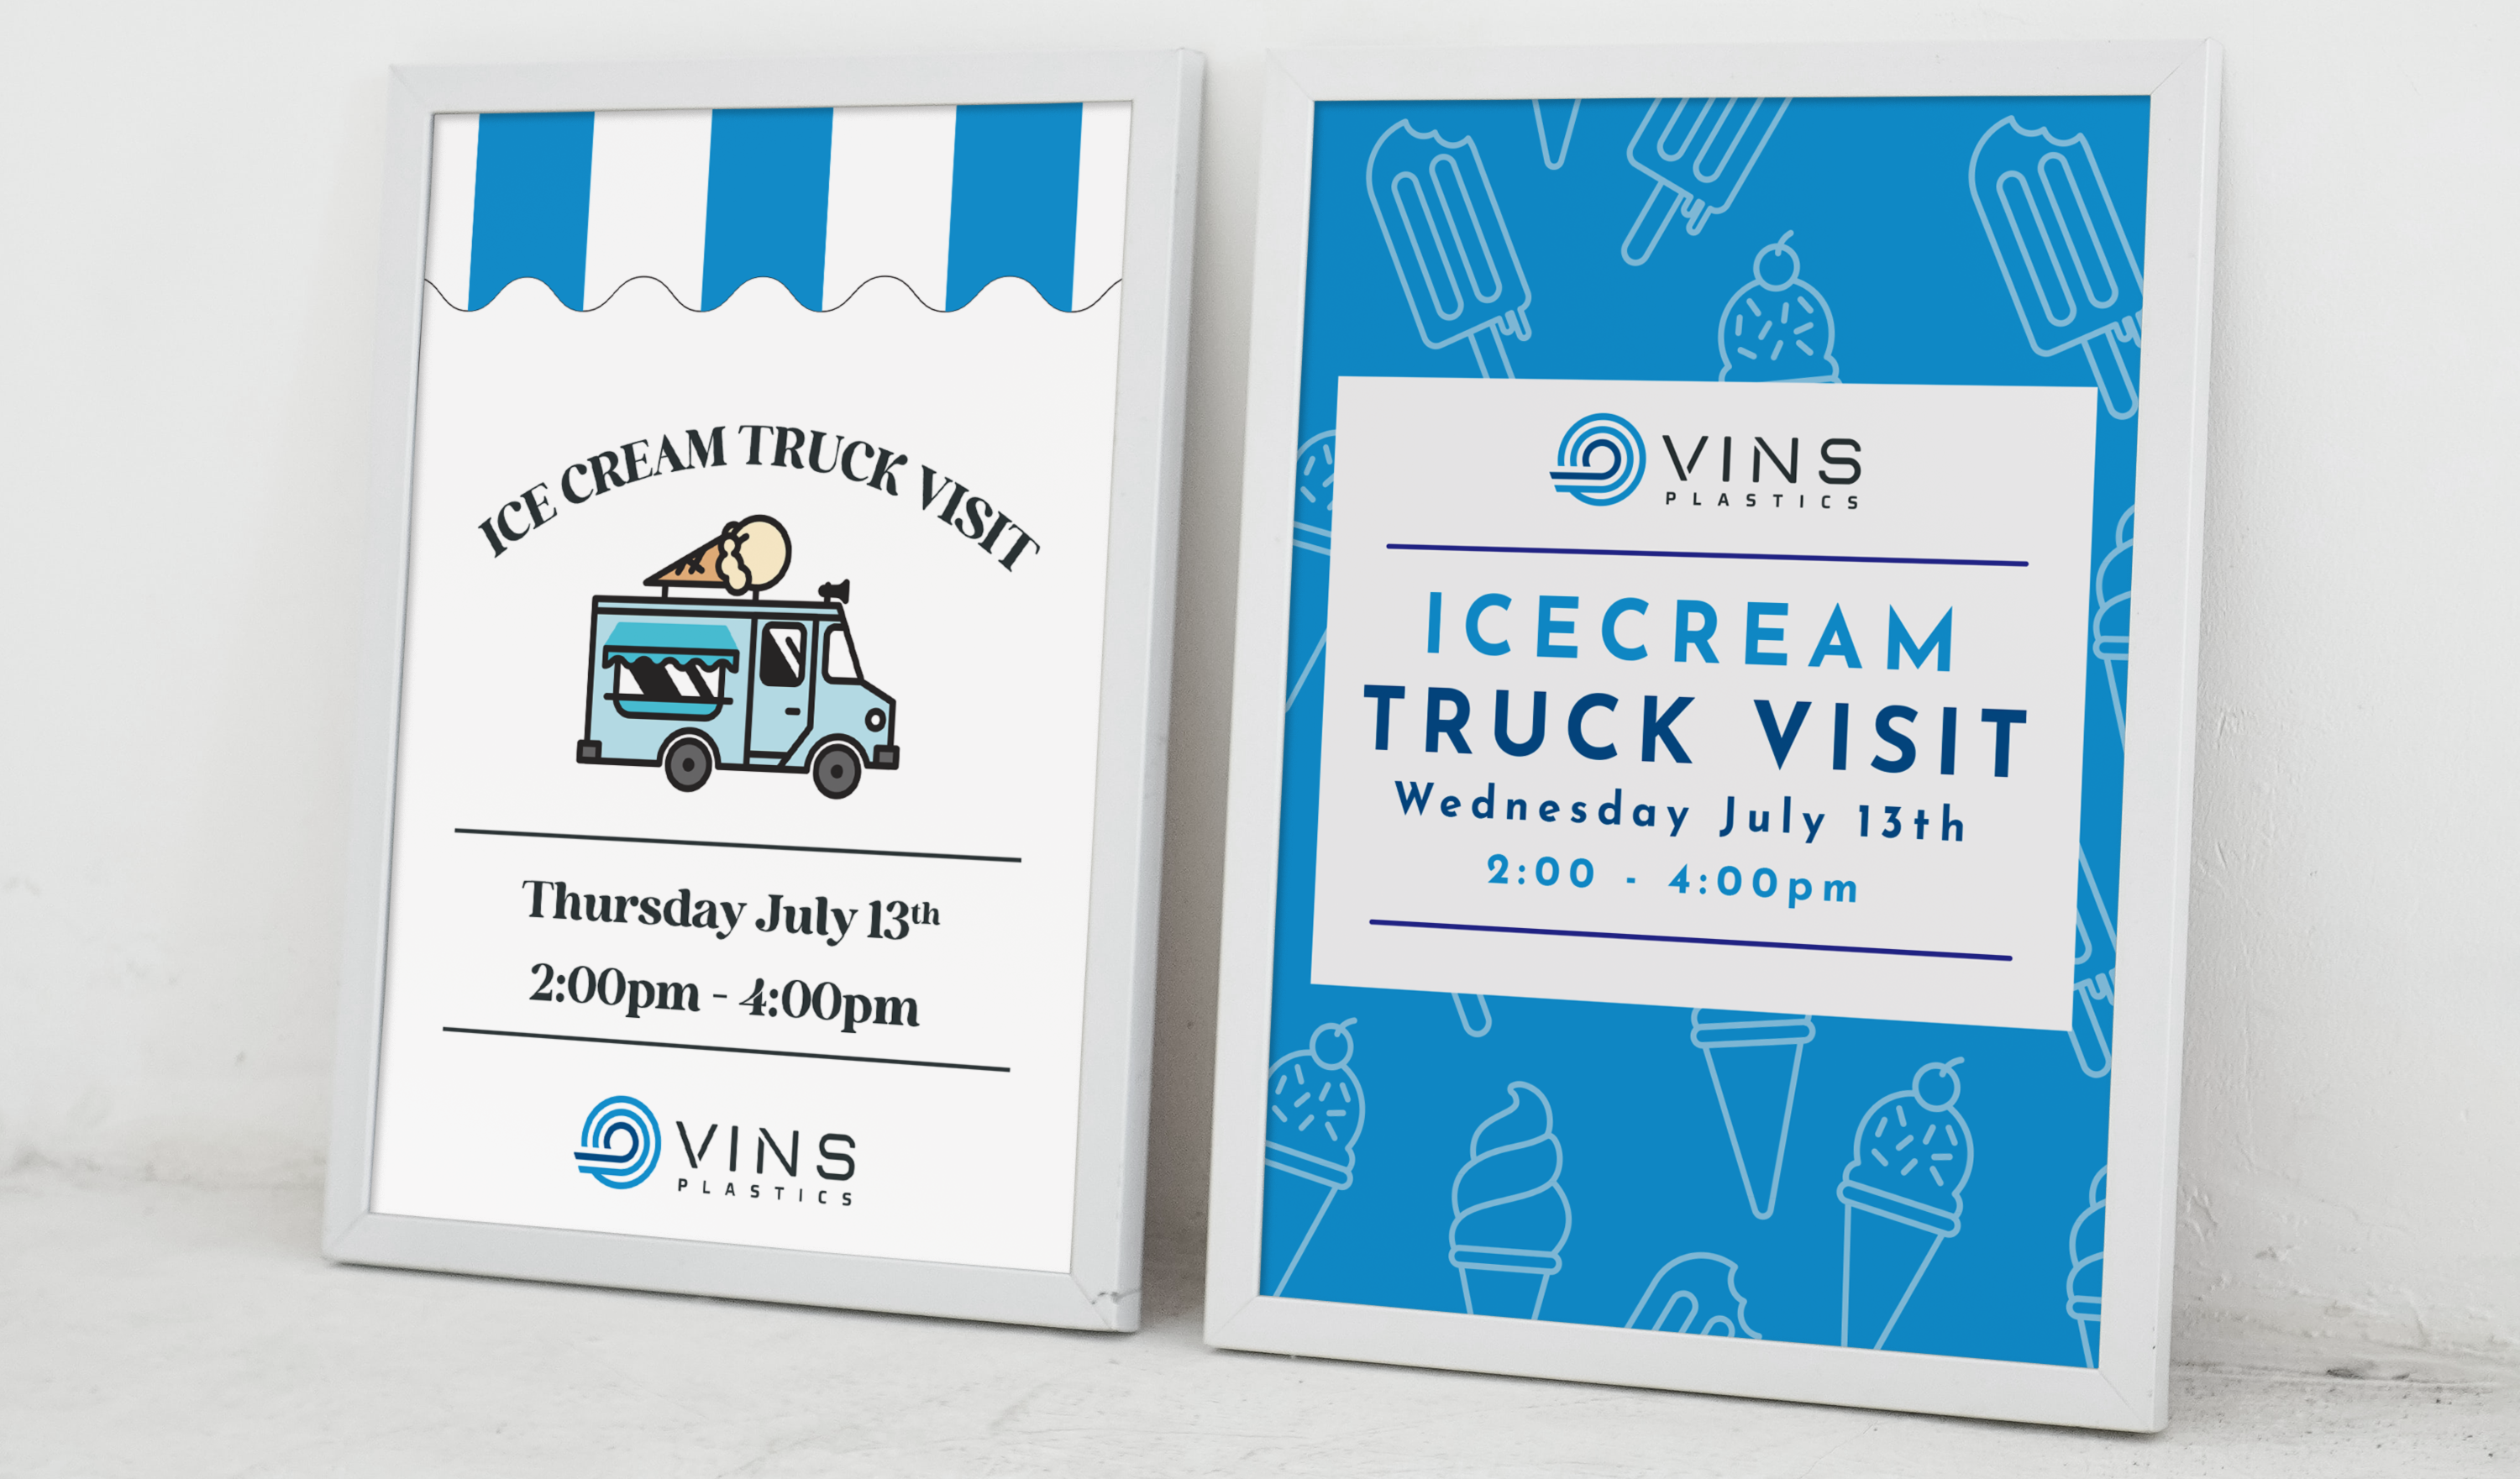 ICE CREAM TRUCK VISIT
Thursday July 13th
2:00pm - 4:00pm
VINS
PLASTICS
VINS
PLASTICS
ICECREAM
TRUCK VISIT
Wednesday July 13th
2:00 - 4:00pm